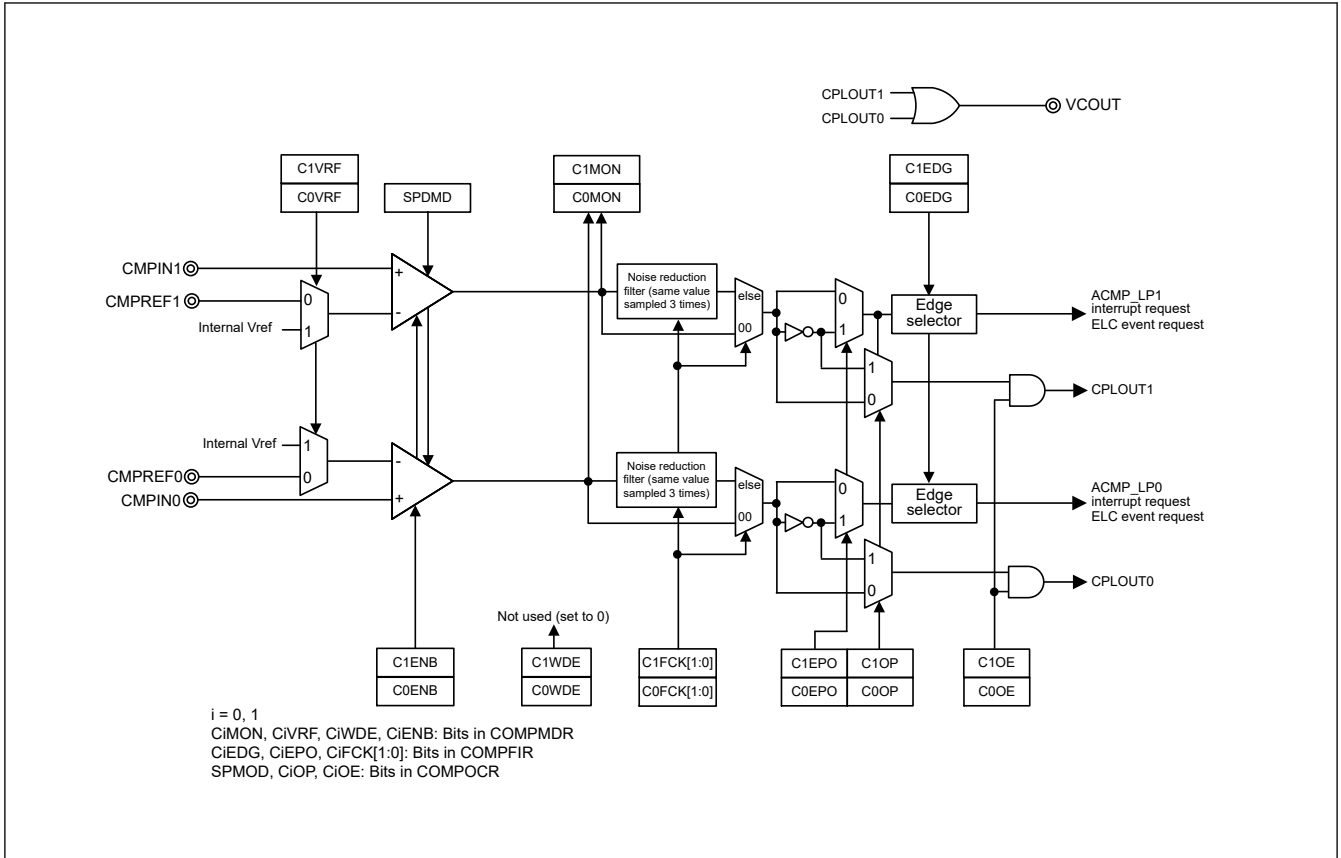 CPLOUT1
CPLOUT0
VCOUT
C1VRF
C0VRF
SPDMD
C1MON
C0MON
C1EDG
C0EDG
CMPIN1
CMPREF1
Internal Vref
0
1
+
-
Noise reduction
filter (same value
sampled 3 times)
else
00
0
1
1
0
Edge
selector
ACMP_LP1
interrupt request
ELC event request
CPLOUT1
Internal Vref
CMPREF0
CMPIN0
1
0
-
+
Noise reduction
filter (same value
sampled 3 times)
else
00
0
1
1
0
Edge
selector
ACMP_LP0
interrupt request
ELC event request
CPLOUT0
Not used (set to 0)
C1ENB
C0ENB
C1WDE
C0WDE
C1FCK[1:0]
C0FCK[1:0]
C1EPO
C0EPO
C1OP
C0OP
C1OE
C0OE
i = 0, 1
CiMON, CiVRF, CiWDE, CiENB: Bits in COMPMDR
CiEDG, CiEPO, CiFCK[1:0]: Bits in COMPFIR
SPMOD, CiOP, CiOE: Bits in COMPOCR